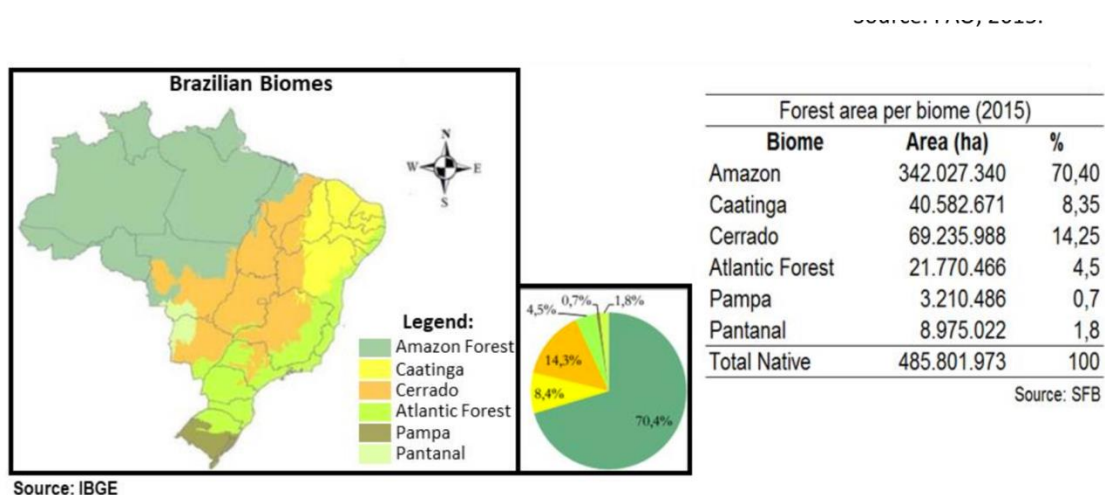 Brazilian Biomes
N
W E
S
Legend:
Amazon Forest
Caatinga
Cerrado
Atlantic Forest
Pampa
Pantanal
4,5% 0,7% 1,8%
14,3%
8,4%
70,4%
Source: IBGE
Forest area per biome (2015)
Biome Area (ha) %
Amazon 342.027.340 70,40
Caatinga 40.582.671 8,35
Cerrado 69.235.988 14,25
Atlantic Forest 21.770.466 4,5
Pampa 3.210.486 0,7
Pantanal 8.975.022 1,8
Total Native 485.801.973 100
Source: SFB